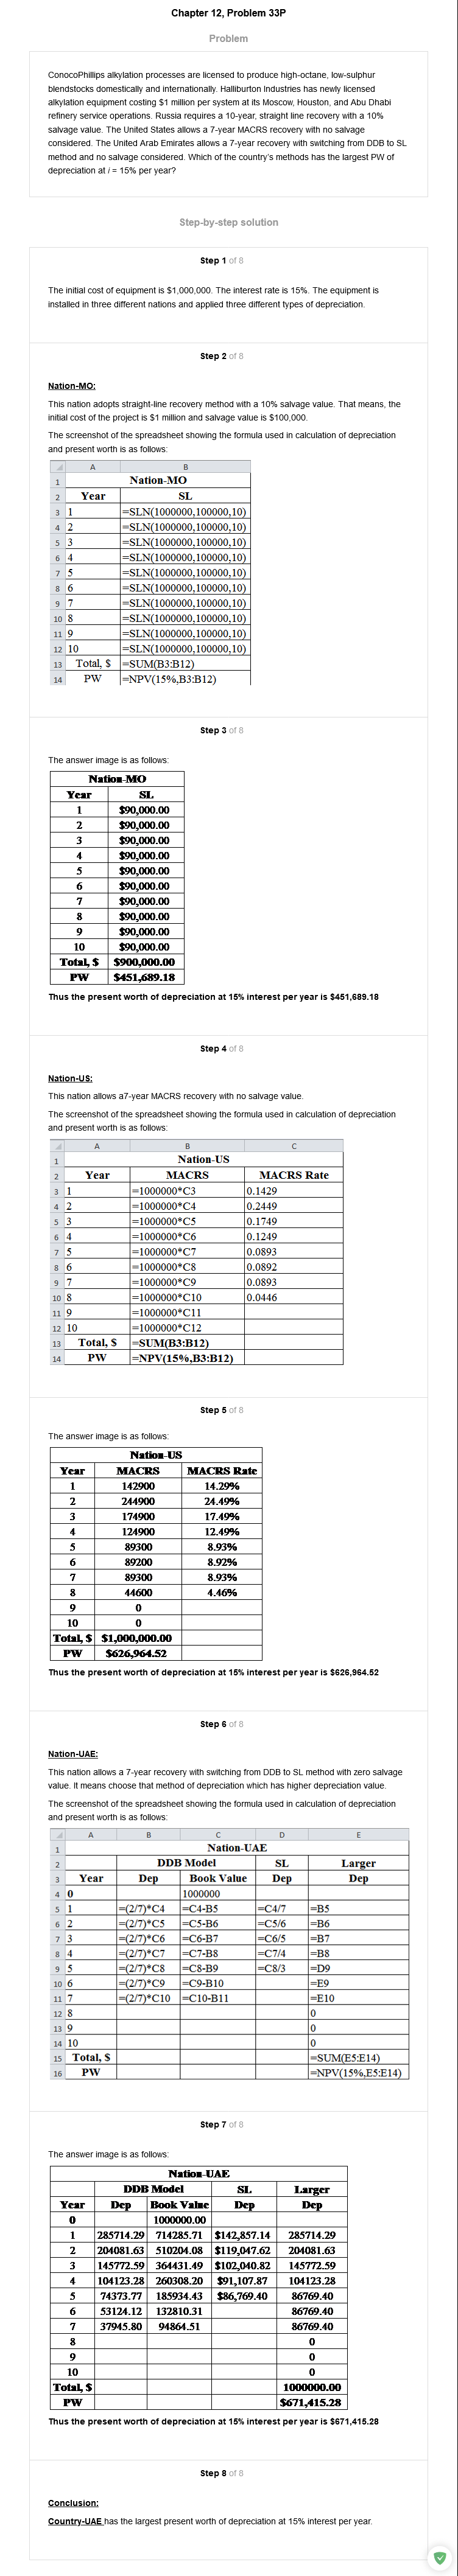 Chapter 12, Problem 33P
Problem
ConocoPhillips alkylation processes are licensed to produce high-octane, low-sulphur
blendstocks domestically and internationally. Halliburton Industries has newly licensed
alkylation equipment costing $1 million per system at its Moscow, Houston, and Abu Dhabi
refinery service operations. Russia requires a 10-year, straight line recovery with a 10%
salvage value. The United States allows a 7-year MACRS recovery with no salvage
considered. The United Arab Emirates allows a 7-year recovery with switching from DDB to SL
method and no salvage considered. Which of the country's methods has the largest PW of
depreciation at i = 15% per year?
Step-by-step solution
Step 1 of 8
The initial cost of equipment is $1,000,000. The interest rate is 15%. The equipment is
installed in three different nations and applied three different types of depreciation.
Step 2 of 8
Nation-MO:
This nation adopts straight-line recovery method with a 10% salvage value. That means, the
initial cost of the project is $1 million and salvage value is $100,000.
The screenshot of the spreadsheet showing the formula used in calculation of depreciation
and present worth is as follows:
A B
1 Nation-MO
2 Year SL
3 1 =SLN(1000000,100000,10)
4 2 =SLN(1000000,100000,10)
5 3 =SLN(1000000,100000,10)
6 4 =SLN(1000000,100000,10)
7 5 =SLN(1000000,100000,10)
8 6 =SLN(1000000,100000,10)
9 7 =SLN(1000000,100000,10)
10 8 =SLN(1000000,100000,10)
11 9 =SLN(1000000,100000,10)
12 10 =SLN(1000000,100000,10)
13 Total, $ =SUM(B3:B12)
14 PW =NPV(15%,B3:B12)
Step 3 of 8
The answer image is as follows:
Nation-MO
Year SL
1 $90,000.00
2 $90,000.00
3 $90,000.00
4 $90,000.00
5 $90,000.00
6 $90,000.00
7 $90,000.00
8 $90,000.00
9 $90,000.00
10 $90,000.00
Total, $ $900,000.00
PW $451,689.18
Thus the present worth of depreciation at 15% interest per year is $451,689.18
Step 4 of 8
Nation-US:
This nation allows a7-year MACRS recovery with no salvage value.
The screenshot of the spreadsheet showing the formula used in calculation of depreciation
and present worth is as follows:
A B C
1 Nation-US
2 Year MACRS MACRS Rate
3 1 =1000000*C3 0.1429
4 2 =1000000*C4 0.2449
5 3 =1000000*C5 0.1749
6 4 =1000000*C6 0.1249
7 5 =1000000*C7 0.0893
8 6 =1000000*C8 0.0892
9 7 =1000000*C9 0.0893
10 8 =1000000*C10 0.0446
11 9 =1000000*C11
12 10 =1000000*C12
13 Total, $ =SUM(B3:B12)
14 PW =NPV(15%,B3:B12)
Step 5 of 8
The answer image is as follows:
Nation-US
Year MACRS MACRS Rate
1 142900 14.29%
2 244900 24.49%
3 174900 17.49%
4 124900 12.49%
5 89300 8.93%
6 89200 8.92%
7 89300 8.93%
8 44600 4.46%
9 0
10 0
Total, $ $1,000,000.00
PW $626,964.52
Thus the present worth of depreciation at 15% interest per year is $626,964.52
Step 6 of 8
Nation-UAE:
This nation allows a 7-year recovery with switching from DDB to SL method with zero salvage
value. It means choose that method of depreciation which has higher depreciation value.
The screenshot of the spreadsheet showing the formula used in calculation of depreciation
and present worth is as follows:
A B C D E
1 Nation-UAE
2 DDB Model SL Larger
3 Year Dep Book Value Dep Dep
4 0 1000000
5 1 =(2/7)*C4 =C4-B5 =C4/7 =B5
6 2 =(2/7)*C5 =C5-B6 =C5/6 =B6
7 3 =(2/7)*C6 =C6-B7 =C6/5 =B7
8 4 =(2/7)*C7 =C7-B8 =C7/4 =B8
9 5 =(2/7)*C8 =C8-B9 =C8/3 =D9
10 6 =(2/7)*C9 =C9-B10 =E9
11 7 =(2/7)*C10 =C10-B11 =E10
12 8 0
13 9 0
14 10 0
15 Total, $ =SUM(E5:E14)
16 PW =NPV(15%,E5:E14)
Step 7 of 8
The answer image is as follows:
Nation-UAE
DDB Model SL Larger
Year Dep Book Value Dep Dep
0 1000000.00
1 285714.29 714285.71 $142,857.14 285714.29
2 204081.63 510204.08 $119,047.62 204081.63
3 145772.59 364431.49 $102,040.82 145772.59
4 104123.28 260308.20 $91,107.87 104123.28
5 74373.77 185934.43 $86,769.40 86769.40
6 53124.12 132810.31 86769.40
7 37945.80 94864.51 86769.40
8 0
9 0
10 0
Total, $ 1000000.00
PW $671,415.28
Thus the present worth of depreciation at 15% interest per year is $671,415.28
Step 8 of 8
Conclusion:
Country-UAE has the largest present worth of depreciation at 15% interest per year.